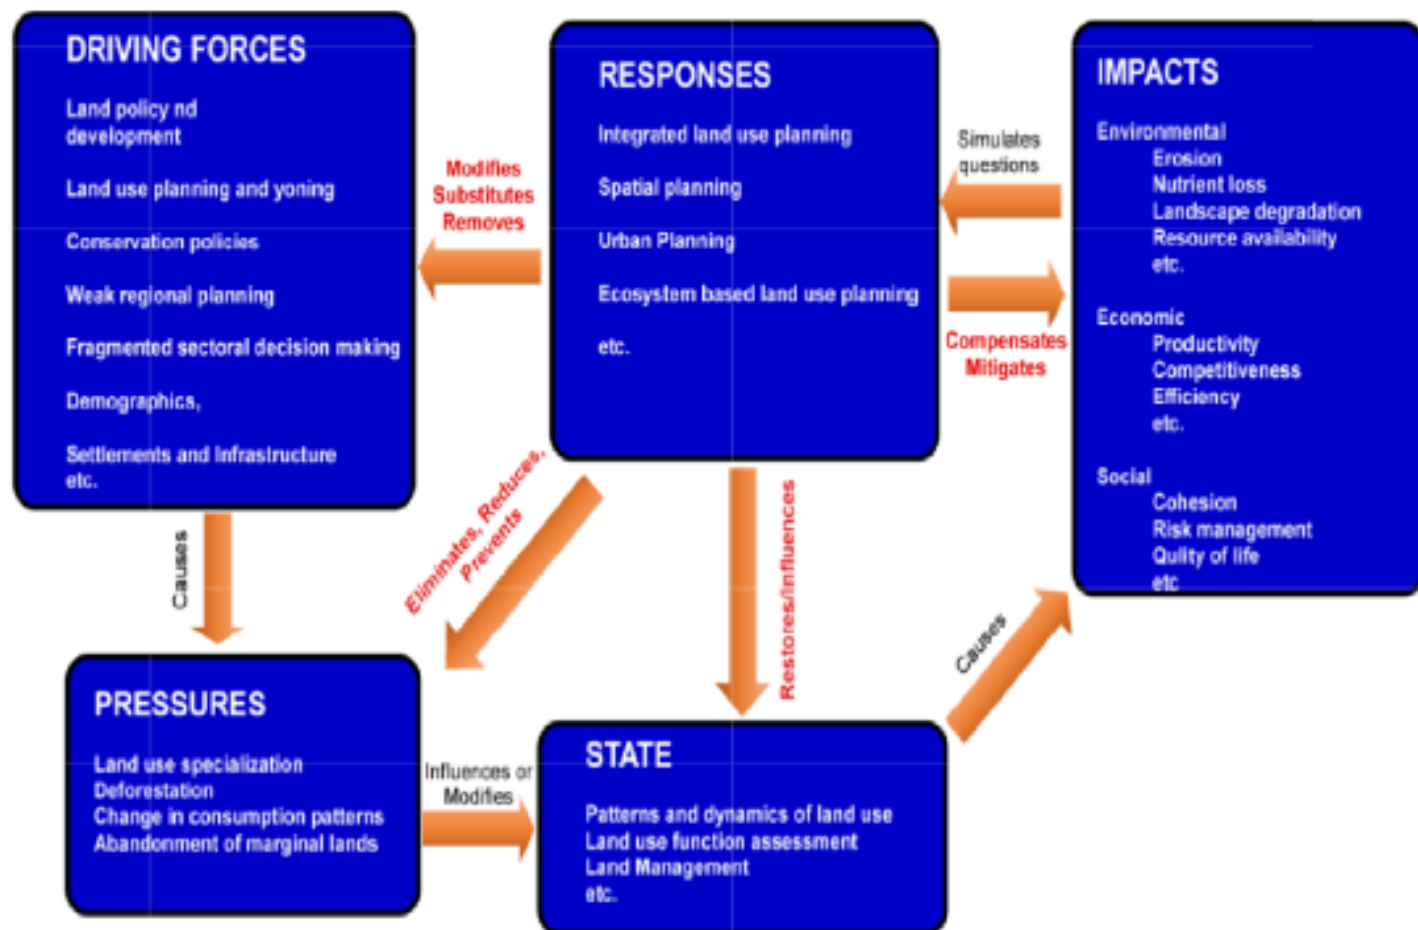 DRIVING FORCES
Land policy nd
development
Land use planning and yoning
Conservation policies
Weak regional planning
Fragmented sectoral decision making
Demographics,
Settlements and Infrastructure
etc.
Modifies
Substitutes
Removes
RESPONSES
Integrated land use planning
Spatial planning
Urban Planning
Ecosystem based land use planning
etc.
Simulates
questions
Compensates
Mitigates
IMPACTS
Environmental
Erosion
Nutrient loss
Landscape degradation
Resource availability
etc.
Economic
Productivity
Competitiveness
Efficiency
etc.
Social
Cohesion
Risk management
Qulity of life
etc
Causes
Eliminates, Reduces,
Prevents
Restores/Influences
Causes
PRESSURES
Land use specialization
Deforestation
Change in consumption patterns
Abandonment of marginal lands
Influences or
Modifies
STATE
Patterns and dynamics of land use
Land use function assessment
Land Management
etc.